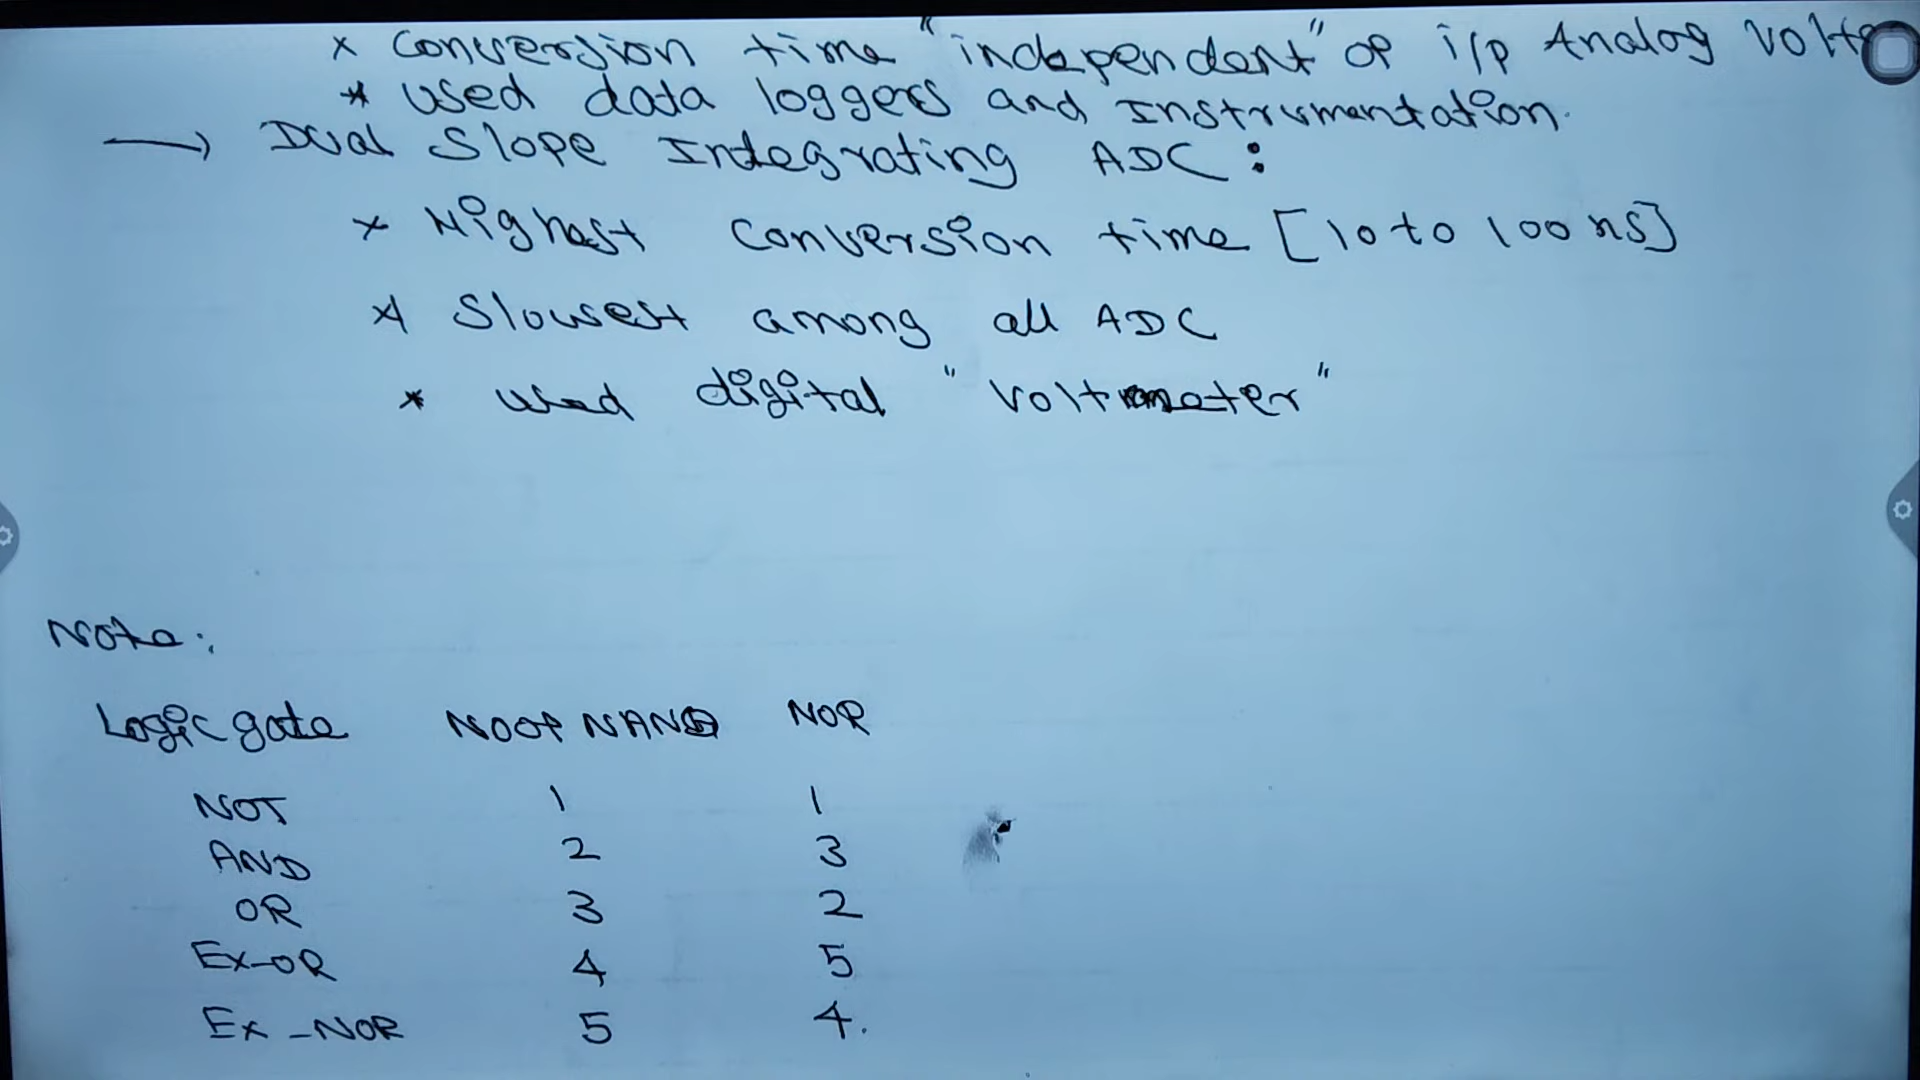 x conversion time "independent" of i/p Analog Volt
* used data loggers and Instrumentation.
→ Dual Slope Integrating ADC :
x Highest Conversion time [10 to 100 ns]
* Slowest among all ADC
* used digital "Voltmeter"
Note :
Logic gate NO of NAND NOR
NOT 1 1
AND 2 3
OR 3 2
Ex-OR 4 5
Ex-NOR 5 4.